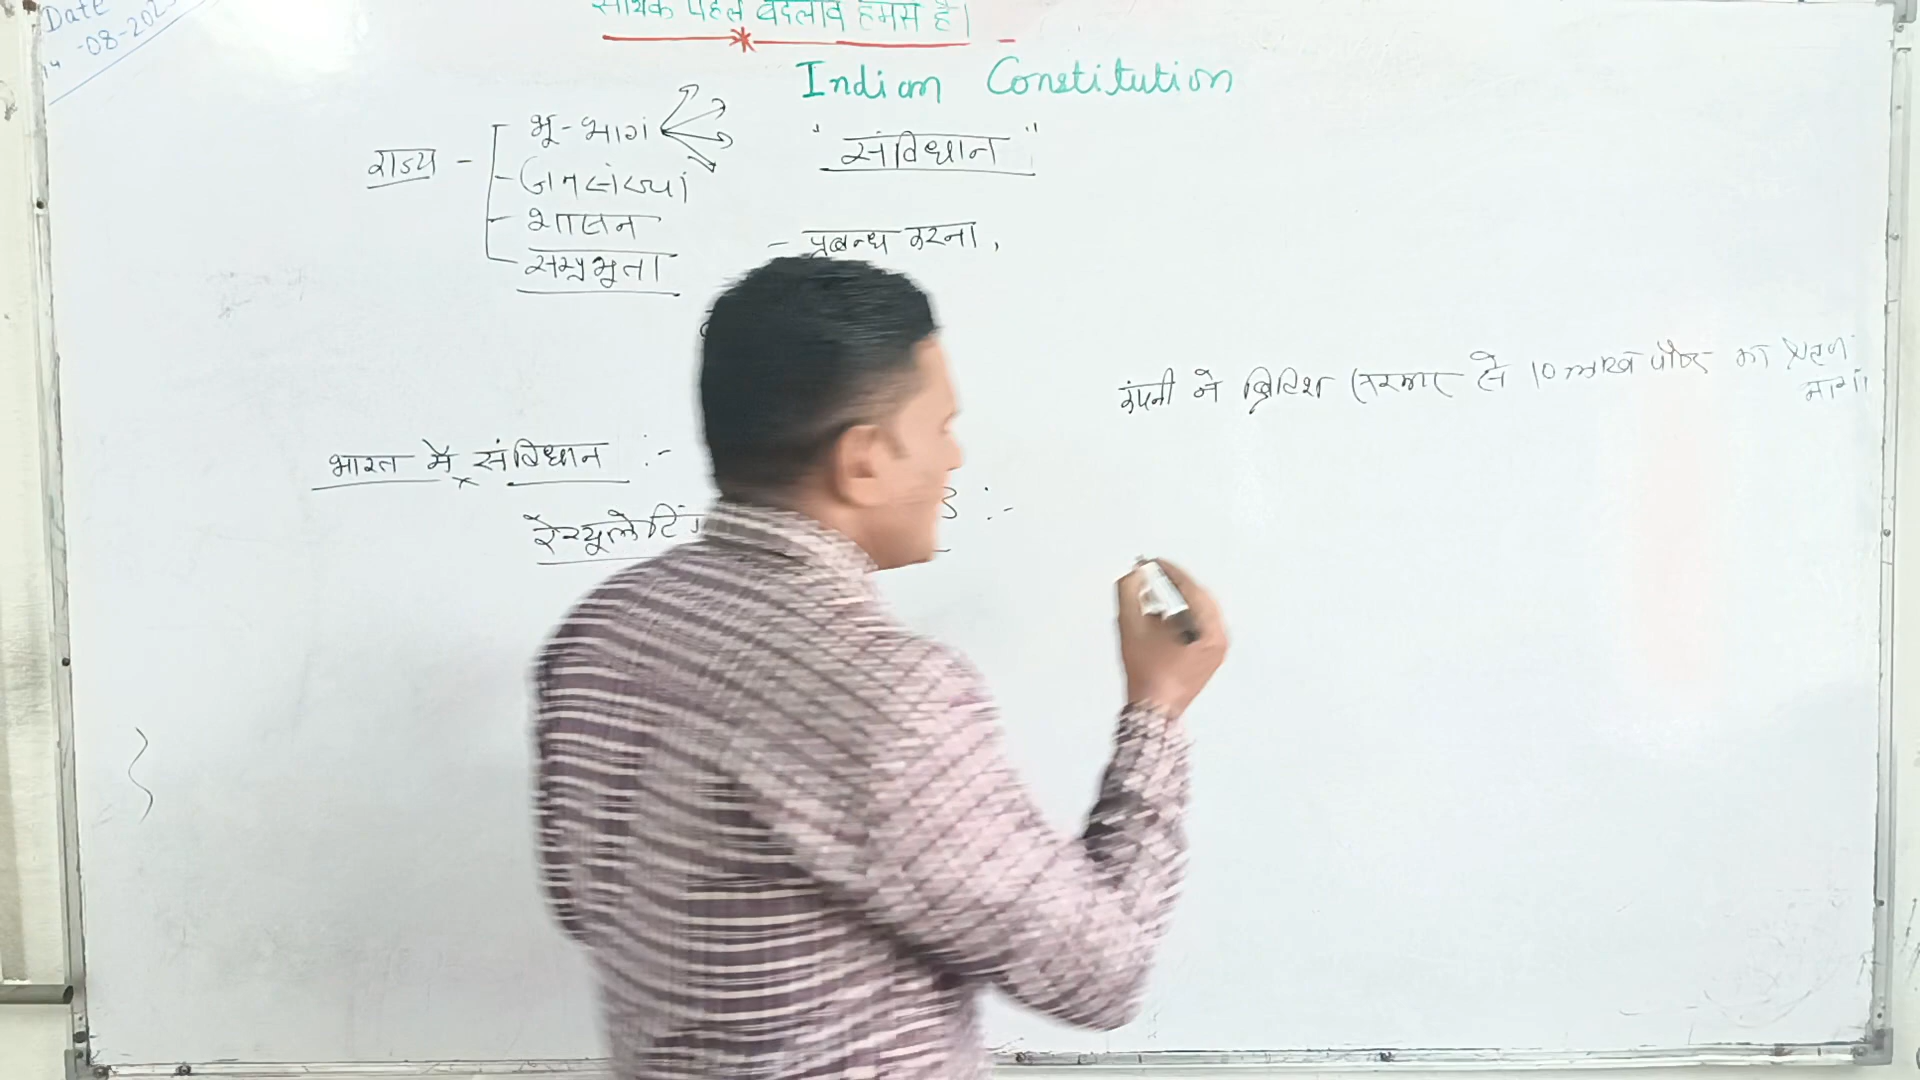 Date
14-08-202
सार्थक पहल बदलाव हमसे है।
Indian Constitution
"संविधान"
राज्य -
भू-भाग
जनसंख्या
शासन
सम्प्रभुता
- प्रबन्ध करना,
कंपनी ने ब्रिटिश सरकार से 10 लाख पौंड का ऋण
मांगा
भारत में संविधान :-
रेग्यूलेटिंग 3 :-